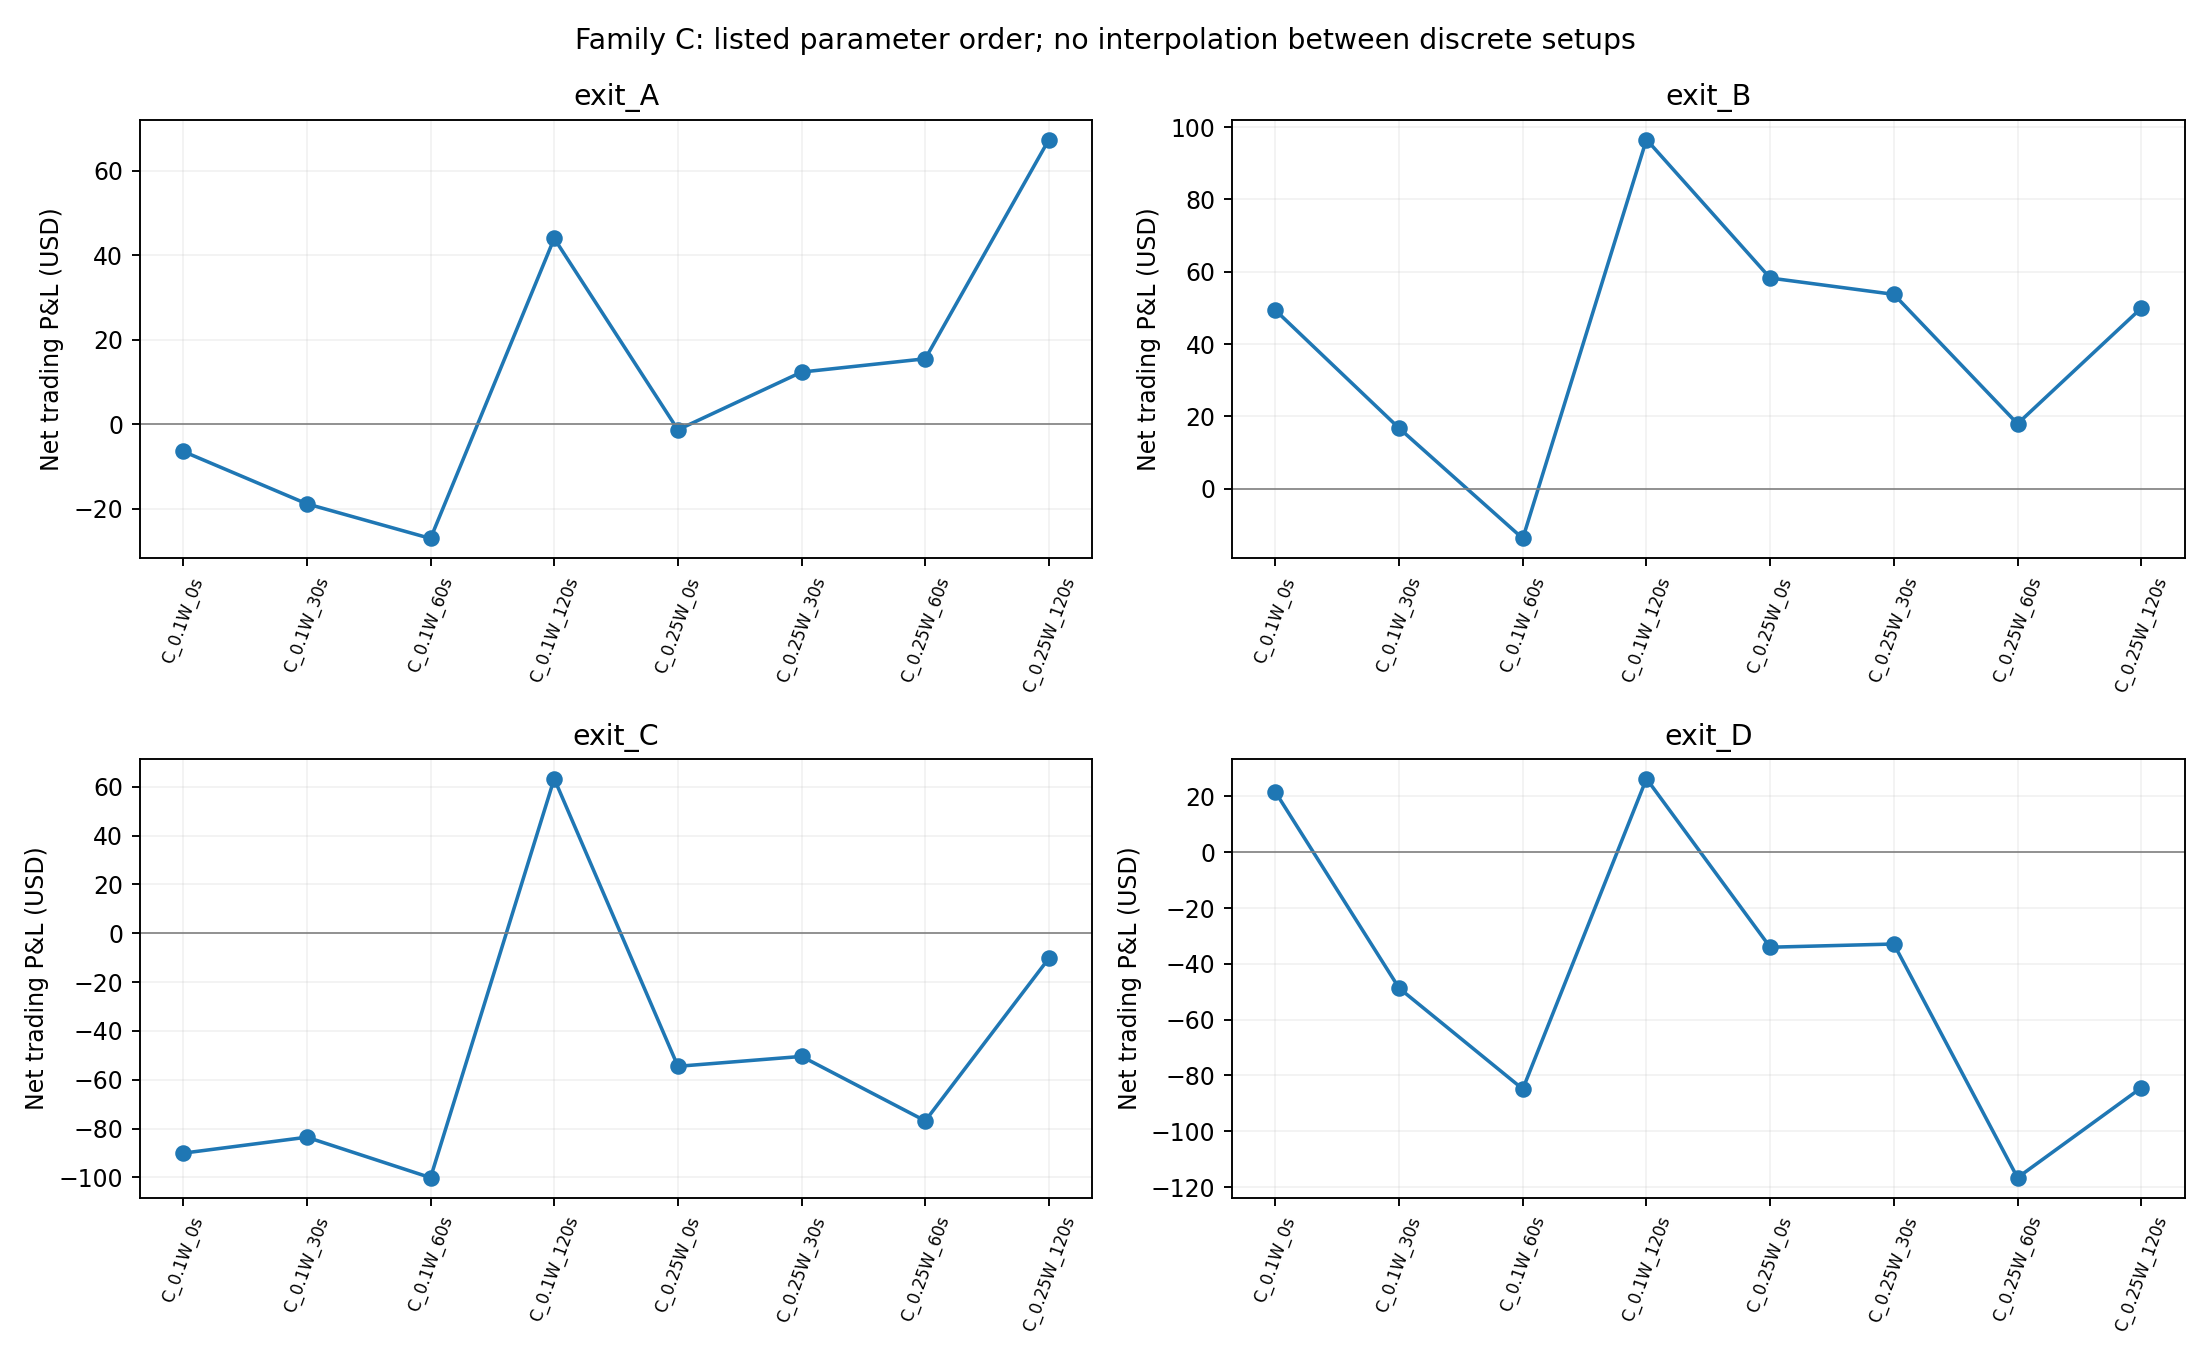 Family C: listed parameter order; no interpolation between discrete setups
exit_A
Net trading P&L (USD)
60
40
20
0
−20
C_0.1W_0s
C_0.1W_30s
C_0.1W_60s
C_0.1W_120s
C_0.25W_0s
C_0.25W_30s
C_0.25W_60s
C_0.25W_120s
exit_B
Net trading P&L (USD)
100
80
60
40
20
0
C_0.1W_0s
C_0.1W_30s
C_0.1W_60s
C_0.1W_120s
C_0.25W_0s
C_0.25W_30s
C_0.25W_60s
C_0.25W_120s
exit_C
Net trading P&L (USD)
60
40
20
0
−20
−40
−60
−80
−100
C_0.1W_0s
C_0.1W_30s
C_0.1W_60s
C_0.1W_120s
C_0.25W_0s
C_0.25W_30s
C_0.25W_60s
C_0.25W_120s
exit_D
Net trading P&L (USD)
20
0
−20
−40
−60
−80
−100
−120
C_0.1W_0s
C_0.1W_30s
C_0.1W_60s
C_0.1W_120s
C_0.25W_0s
C_0.25W_30s
C_0.25W_60s
C_0.25W_120s